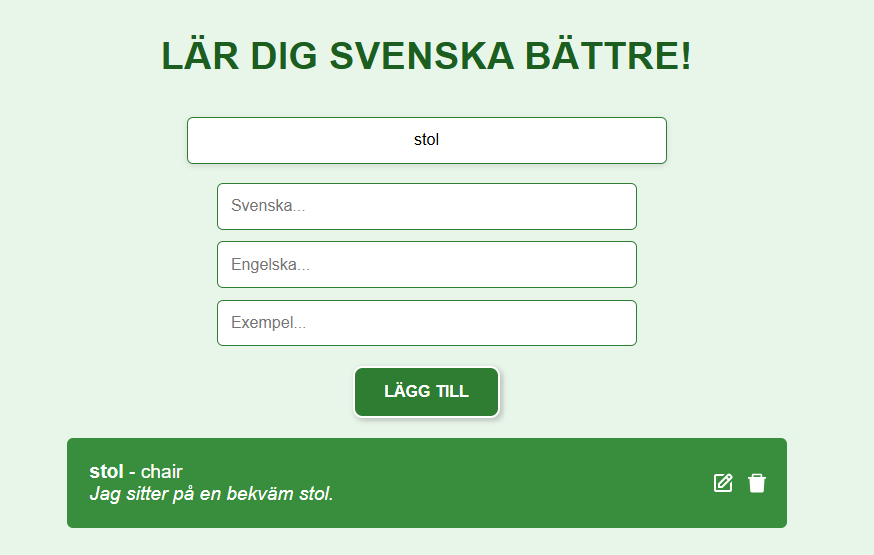 LÄR DIG SVENSKA BÄTTRE!
stol
Svenska...
Engelska...
Exempel...
LÄGG TILL
stol - chair
Jag sitter på en bekväm stol.